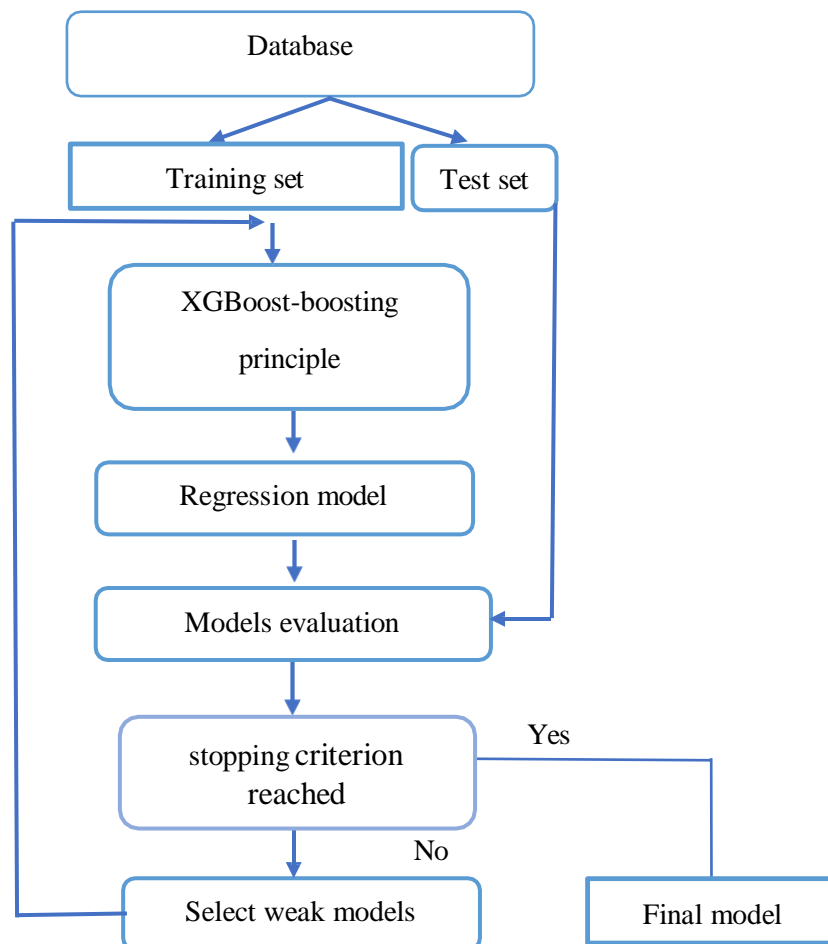 Database
Training set
Test set
XGBoost-boosting
principle
Regression model
Models evaluation
stopping criterion
reached
Yes
No
Select weak models
Final model